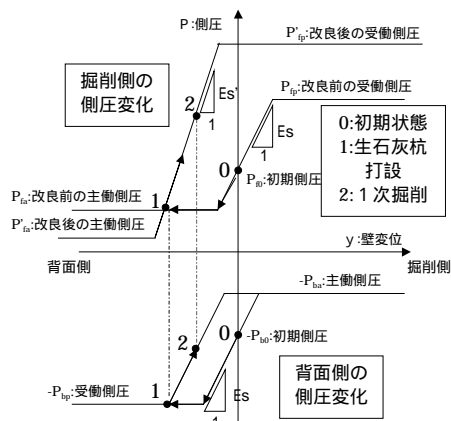 P:側圧
P'fp:改良後の受働側圧
掘削側の
側圧変化
2
Es'
1
Pfp:改良前の受働側圧
Es
1
0
Pf0:初期側圧
0:初期状態
1:生石灰杭
打設
2:1次掘削
Pfa:改良前の主働側圧
1
P'fa:改良後の主働側圧
y:壁変位
背面側
掘削側
-Pba:主働側圧
0
-Pb0:初期側圧
2
背面側の
側圧変化
-Pbp:受働側圧
1
Es
1